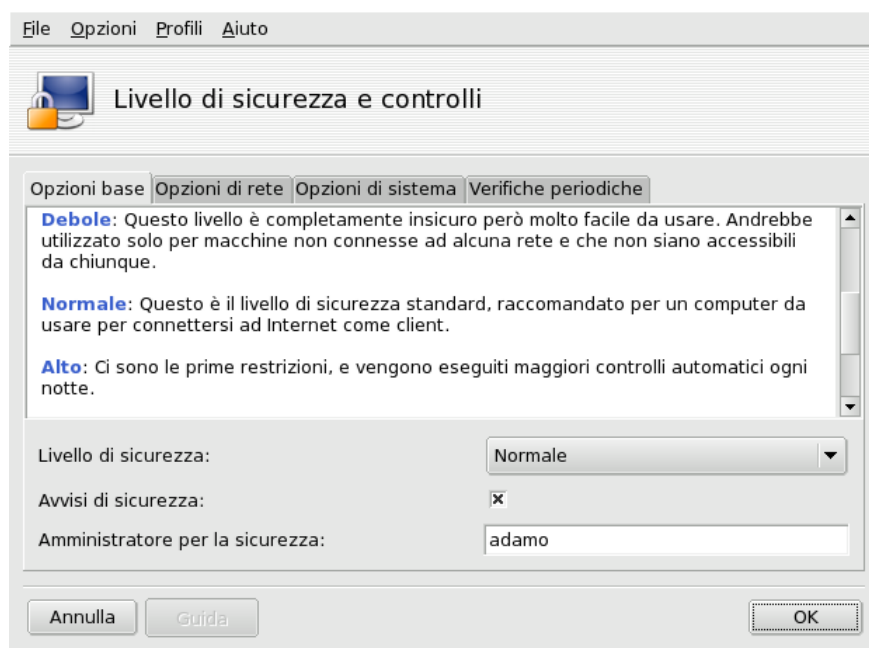 File Opzioni Profili Aiuto
Livello di sicurezza e controlli
Opzioni base Opzioni di rete Opzioni di sistema Verifiche periodiche
Debole: Questo livello è completamente insicuro però molto facile da usare. Andrebbe
utilizzato solo per macchine non connesse ad alcuna rete e che non siano accessibili
da chiunque.
Normale: Questo è il livello di sicurezza standard, raccomandato per un computer da
usare per connettersi ad Internet come client.
Alto: Ci sono le prime restrizioni, e vengono eseguiti maggiori controlli automatici ogni
notte.
Livello di sicurezza: Normale
Avvisi di sicurezza:
Amministratore per la sicurezza: adamo
Annulla Guida OK